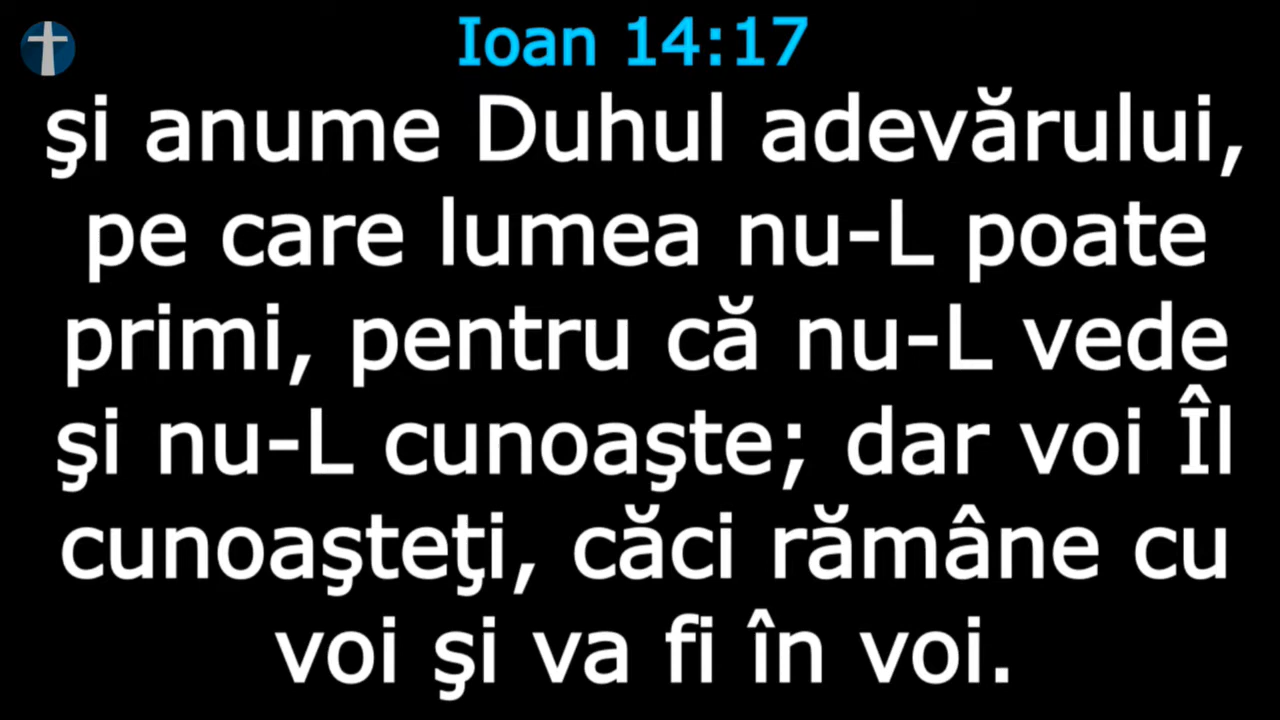 Ioan 14:17
şi anume Duhul adevărului,
pe care lumea nu-L poate
primi, pentru că nu-L vede
şi nu-L cunoaşte; dar voi Îl
cunoaşteţi, căci rămâne cu
voi şi va fi în voi.